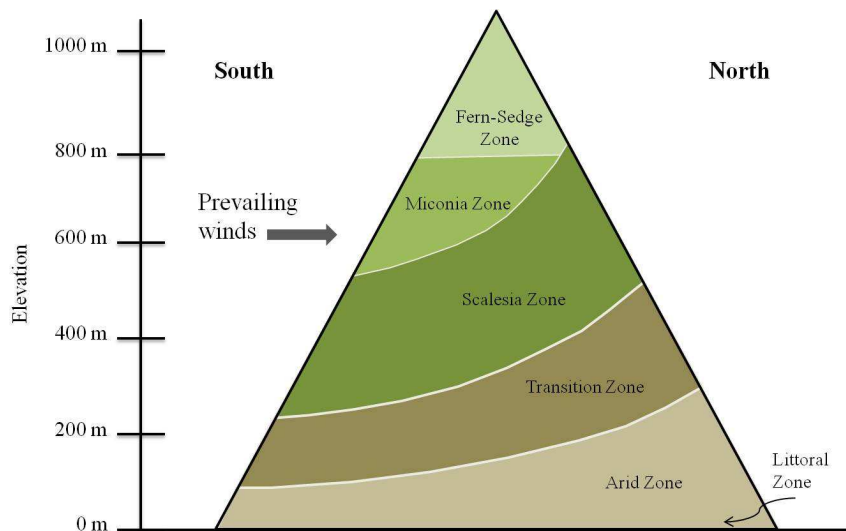 1000 m
South
North
Fern-Sedge
Zone
800 m
Miconia Zone
Prevailing
winds
600 m
Scalesia Zone
Elevation
400 m
Transition Zone
200 m
Littoral
Zone
Arid Zone
0 m